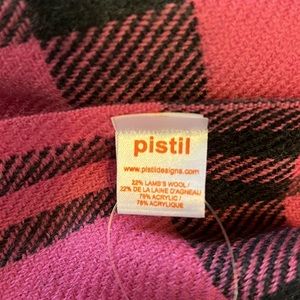 pistil
www.pistildesigns.com
22% LAMB'S WOOL /
22% DE LA LAINE D'AGNEAU
78% ACRYLIC /
78% ACRYLIQUE